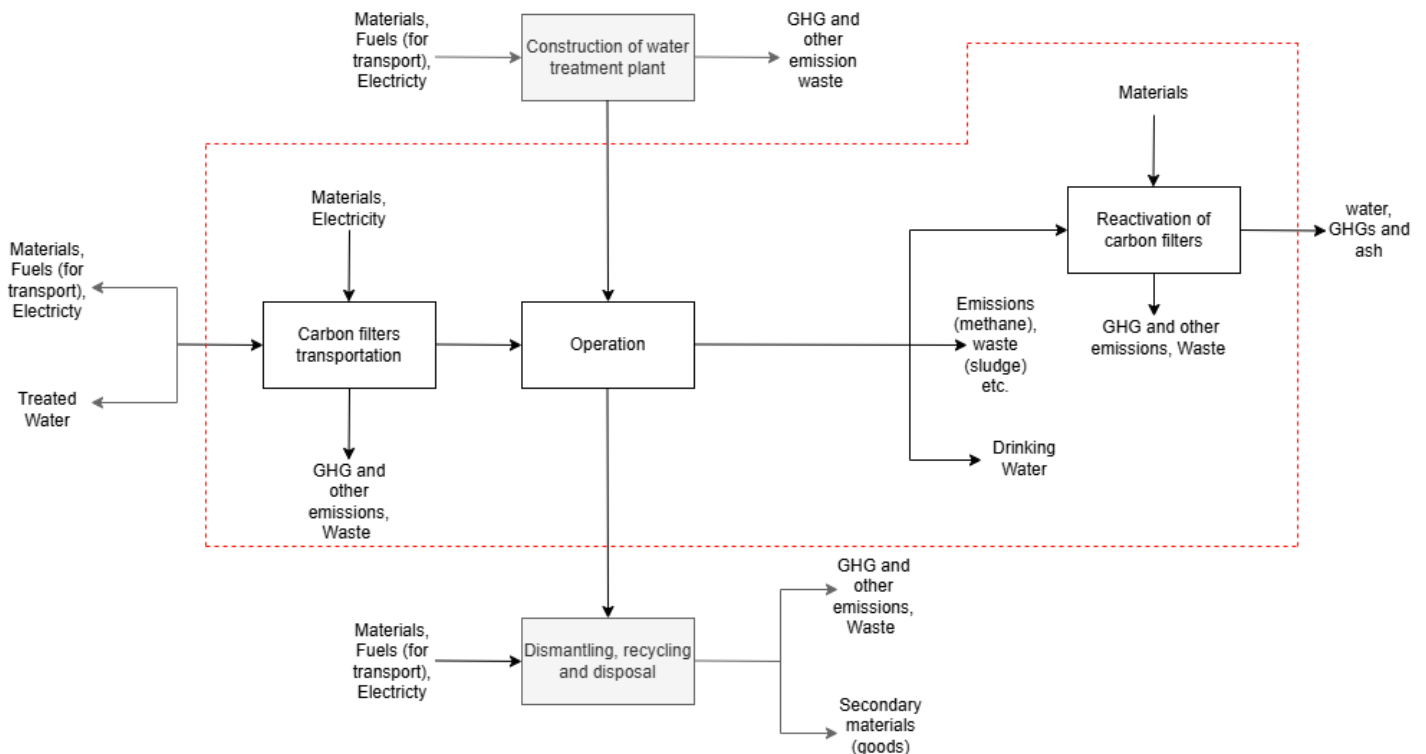 Materials,
Fuels (for
transport),
Electricty
Construction of water
treatment plant
GHG and
other
emission
waste
Materials
Materials,
Electricity
Reactivation of
carbon filters
water,
GHGs and
ash
Materials,
Fuels (for
transport),
Electricty
Carbon filters
transportation
Operation
Emissions
(methane),
waste
(sludge)
etc.
GHG and other
emissions, Waste
Treated
Water
GHG and
other
emissions,
Waste
Drinking
Water
Materials,
Fuels (for
transport),
Electricty
Dismantling, recycling
and disposal
GHG and
other
emissions,
Waste
Secondary
materials
(goods)